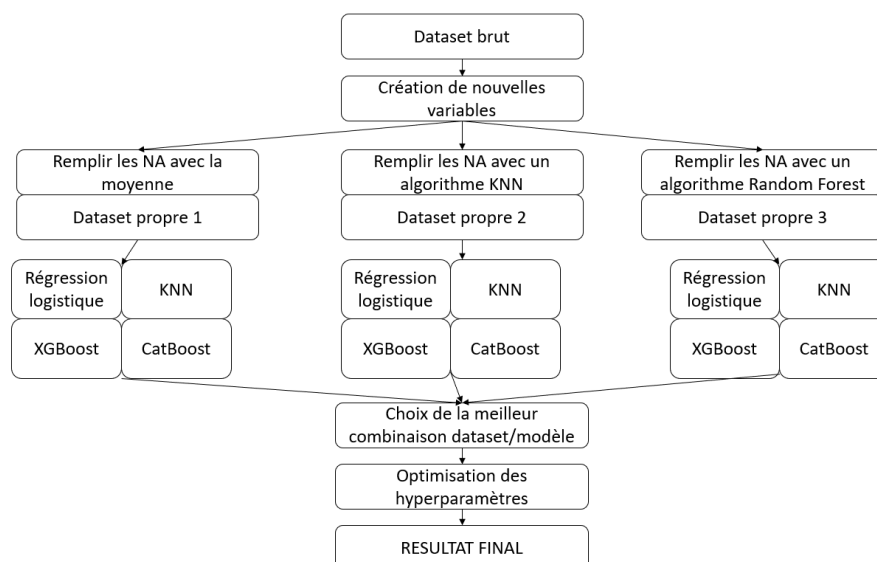 Dataset brut
Création de nouvelles
variables
Remplir les NA avec la
moyenne
Dataset propre 1
Remplir les NA avec un
algorithme KNN
Dataset propre 2
Remplir les NA avec un
algorithme Random Forest
Dataset propre 3
Régression
logistique
KNN
XGBoost
CatBoost
Régression
logistique
KNN
XGBoost
CatBoost
Régression
logistique
KNN
XGBoost
CatBoost
Choix de la meilleur
combinaison dataset/modèle
Optimisation des
hyperparamètres
RESULTAT FINAL